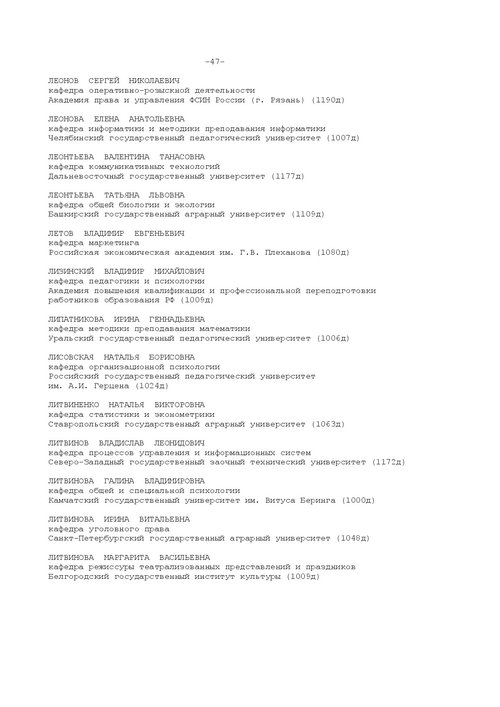 -47-
ЛЕОНОВ СЕРГЕЙ НИКОЛАЕВИЧ
кафедра оперативно-розыскной деятельности
Академия права и управления ФСИН России (г. Рязань) (1190д)
ЛЕОНОВА ЕЛЕНА АНАТОЛЬЕВНА
кафедра информатики и методики преподавания информатики
Челябинский государственный педагогический университет (1007д)
ЛЕОНТЬЕВА ВАЛЕНТИНА ТАНАСОВНА
кафедра коммуникативных технологий
Дальневосточный государственный университет (1177д)
ЛЕОНТЬЕВА ТАТЬЯНА ЛЬВОВНА
кафедра общей биологии и экологии
Башкирский государственный аграрный университет (1109д)
ЛЕТОВ ВЛАДИМИР ЕВГЕНЬЕВИЧ
кафедра маркетинга
Российская экономическая академия им. Г.В. Плеханова (1080д)
ЛИЗИНСКИЙ ВЛАДИМИР МИХАЙЛОВИЧ
кафедра педагогики и психологии
Академия повышения квалификации и профессиональной переподготовки
работников образования РФ (1009д)
ЛИПАТНИКОВА ИРИНА ГЕННАДЬЕВНА
кафедра методики преподавания математики
Уральский государственный педагогический университет (1006д)
ЛИСОВСКАЯ НАТАЛЬЯ БОРИСОВНА
кафедра организационной психологии
Российский государственный педагогический университет
им. А.И. Герцена (1024д)
ЛИТВИНЕНКО НАТАЛЬЯ ВИКТОРОВНА
кафедра статистики и эконометрики
Ставропольский государственный аграрный университет (1063д)
ЛИТВИНОВ ВЛАДИСЛАВ ЛЕОНИДОВИЧ
кафедра процессов управления и информационных систем
Северо-Западный государственный заочный технический университет (1172д)
ЛИТВИНОВА ГАЛИНА ВЛАДИМИРОВНА
кафедра общей и специальной психологии
Камчатский государственный университет им. Витуса Беринга (1000д)
ЛИТВИНОВА ИРИНА ВИТАЛЬЕВНА
кафедра уголовного права
Санкт-Петербургский государственный аграрный университет (1048д)
ЛИТВИНОВА МАРГАРИТА ВАСИЛЬЕВНА
кафедра режиссуры театрализованных представлений и праздников
Белгородский государственный институт культуры (1009д)